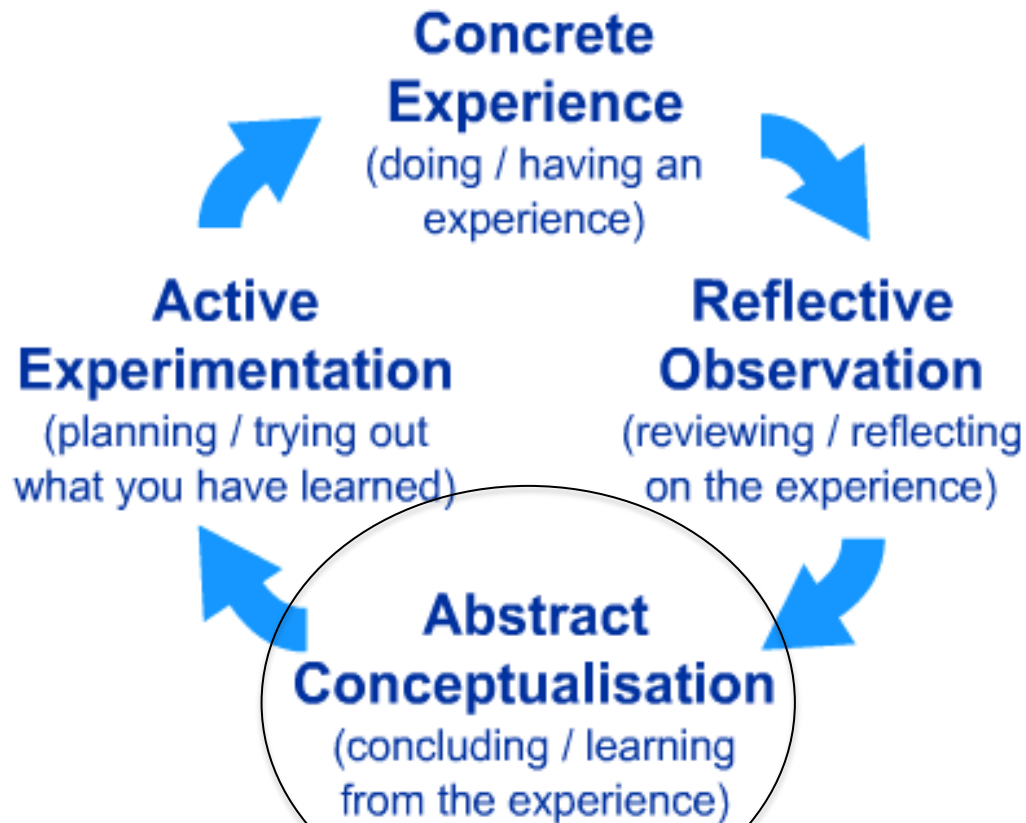 Concrete
Experience
(doing / having an
experience)
Active
Experimentation
(planning / trying out
what you have learned)
Reflective
Observation
(reviewing / reflecting
on the experience)
Abstract
Conceptualisation
(concluding / learning
from the experience)